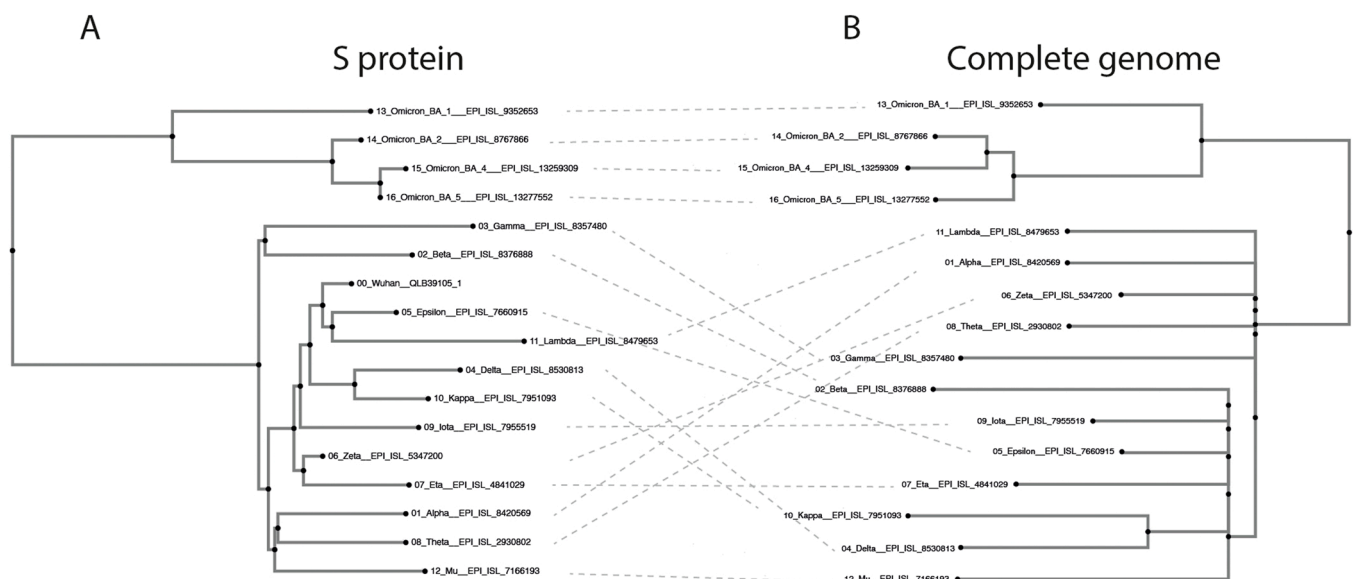 A
S protein
13_Omicron_BA_1___EPI_ISL_9352653
14_Omicron_BA_2___EPI_ISL_8767866
15_Omicron_BA_4___EPI_ISL_13259309
16_Omicron_BA_5___EPI_ISL_13277552
03_Gamma__EPI_ISL_8357480
02_Beta__EPI_ISL_8376888
00_Wuhan__QLB39105_1
05_Epsilon__EPI_ISL_7660915
11_Lambda__EPI_ISL_8479653
04_Delta__EPI_ISL_8530813
10_Kappa__EPI_ISL_7951093
09_Iota__EPI_ISL_7955519
06_Zeta__EPI_ISL_5347200
07_Eta__EPI_ISL_4841029
01_Alpha__EPI_ISL_8420569
08_Theta__EPI_ISL_2930802
12_Mu__EPI_ISL_7166193
B
Complete genome
13_Omicron_BA_1___EPI_ISL_9352653
14_Omicron_BA_2___EPI_ISL_8767866
15_Omicron_BA_4___EPI_ISL_13259309
16_Omicron_BA_5___EPI_ISL_13277552
11_Lambda__EPI_ISL_8479653
01_Alpha__EPI_ISL_8420569
06_Zeta__EPI_ISL_5347200
08_Theta__EPI_ISL_2930802
03_Gamma__EPI_ISL_8357480
02_Beta__EPI_ISL_8376888
09_Iota__EPI_ISL_7955519
05_Epsilon__EPI_ISL_7660915
07_Eta__EPI_ISL_4841029
10_Kappa__EPI_ISL_7951093
04_Delta__EPI_ISL_8530813
12_Mu__EPI_ISL_7166193